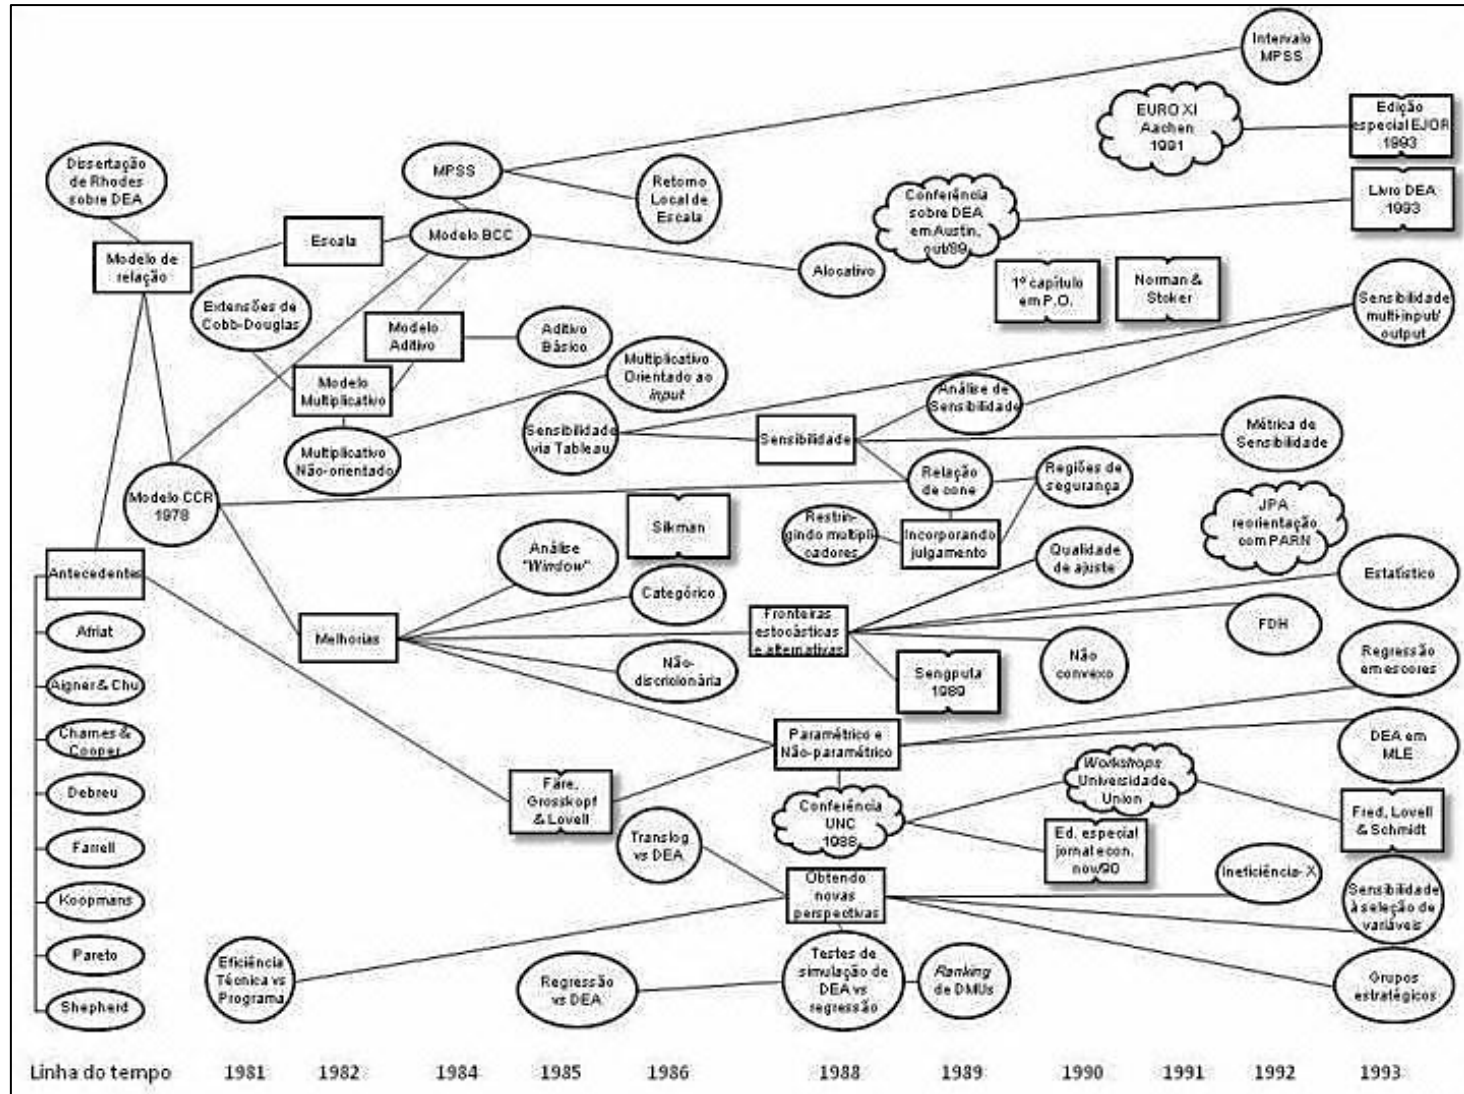 Intervalo
MPSS
EURO XI
Aachen
1991
Edição
especial EJOR
1993
Dissertação
de Rhodes
sobre DEA
MPSS
Retorno
Local de
Escala
Conferência
sobre DEA
em Austin,
out/89
Livro DEA
1993
Modelo de
relação
Escala
Modelo BCC
Alocativo
1º capítulo
em P.O.
Norman &
Stoker
Sensibilidade
multi-input/
output
Extensões de
Cobb-Douglas
Modelo
Aditivo
Aditivo
Básico
Modelo
Multiplicativo
Multiplicativo
Orientado ao
input
Análise de
Sensibilidade
Multiplicativo
Não-orientado
Sensibilidade
via Tableau
Sensibilidade
Métrica de
Sensibilidade
Modelo CCR
1978
Relação
de cone
Regiões de
segurança
Silkman
Restrin-
gindo multipli-
cadores
Incorporando
julgamento
JPA
reorientação
com PARN
Antecedentes
Análise
"Window"
Categórico
Qualidade
de ajuste
Estatístico
Afriat
Melhorias
Fronteiras
estocásticas
e alternativas
FDH
Aigner & Chu
Não-
discricionária
Sengputa
1989
Não
convexo
Regressão
em escores
Charnes &
Cooper
Paramétrico e
Não-paramétrico
DEA em
MLE
Debreu
Färe,
Grosskopf
& Lovell
Conferência
UNC
1988
Workshops
Universidade
Union
Fred, Lovell
& Schmidt
Farrell
Translog
vs DEA
Ed. especial
jornal econ.
nov/90
Koopmans
Obtendo
novas
perspectivas
Ineficiência-X
Sensibilidade
à seleção de
variáveis
Pareto
Eficiência
Técnica vs
Programa
Regressão
vs DEA
Testes de
simulação de
DEA vs
regressão
Ranking
de DMUs
Grupos
estratégicos
Shepherd
Linha do tempo 1981 1982 1984 1985 1986 1988 1989 1990 1991 1992 1993